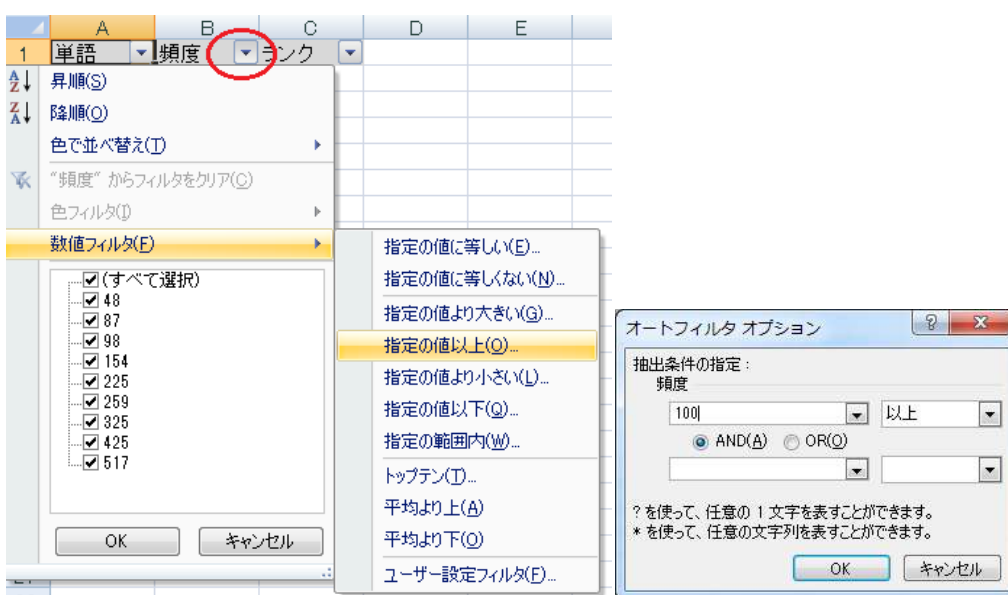 A B C D E
1 単語 頻度 ランク
昇順(S)
降順(O)
色で並べ替え(T)
"頻度" からフィルタをクリア(C)
色フィルタ(I)
数値フィルタ(F)
(すべて選択)
48
87
98
154
225
259
325
425
517
OK キャンセル
指定の値に等しい(E)...
指定の値に等しくない(N)...
指定の値より大きい(G)...
指定の値以上(O)...
指定の値より小さい(L)...
指定の値以下(Q)...
指定の範囲内(W)...
トップテン(T)...
平均より上(A)
平均より下(O)
ユーザー設定フィルタ(F)...
オートフィルタ オプション
抽出条件の指定:
頻度
100 以上
AND(A) OR(O)
? を使って、任意の 1 文字を表すことができます。
* を使って、任意の文字列を表すことができます。
OK キャンセル